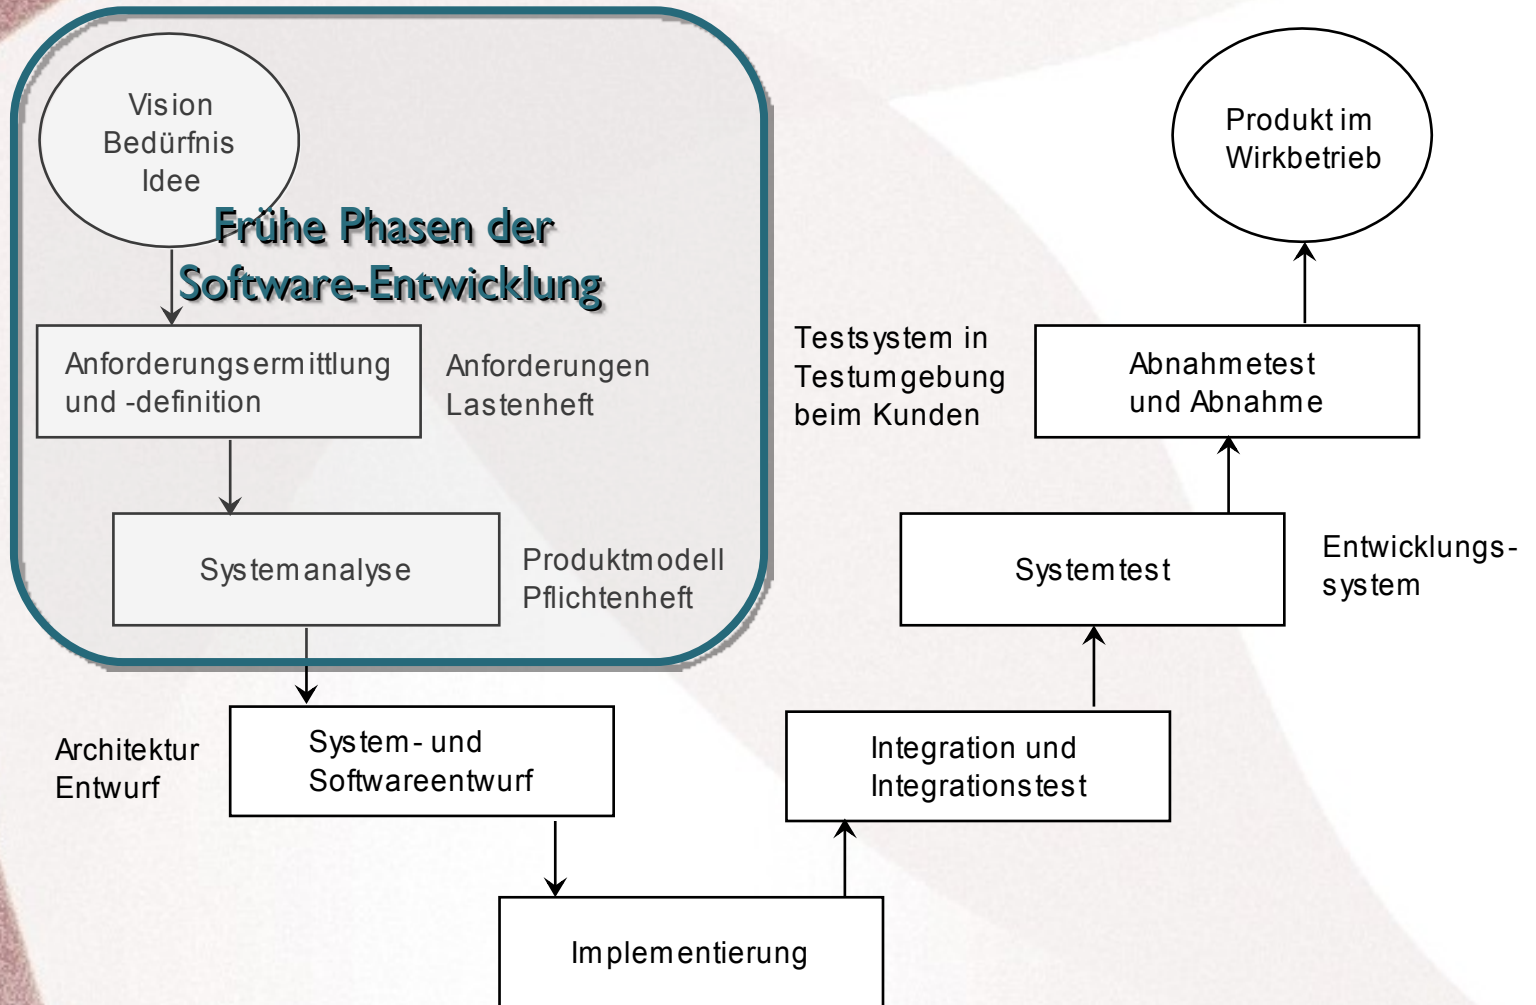 Vision
Bedürfnis
Idee
Frühe Phasen der
Software-Entwicklung
Anforderungsermittlung
und -definition
Anforderungen
Lastenheft
Systemanalyse
Produktmodell
Pflichtenheft
Architektur
Entwurf
System- und
Softwareentwurf
Implementierung
Integration und
Integrationstest
Systemtest
Entwicklungs-
system
Testsystem in
Testumgebung
beim Kunden
Abnahmetest
und Abnahme
Produkt im
Wirkbetrieb